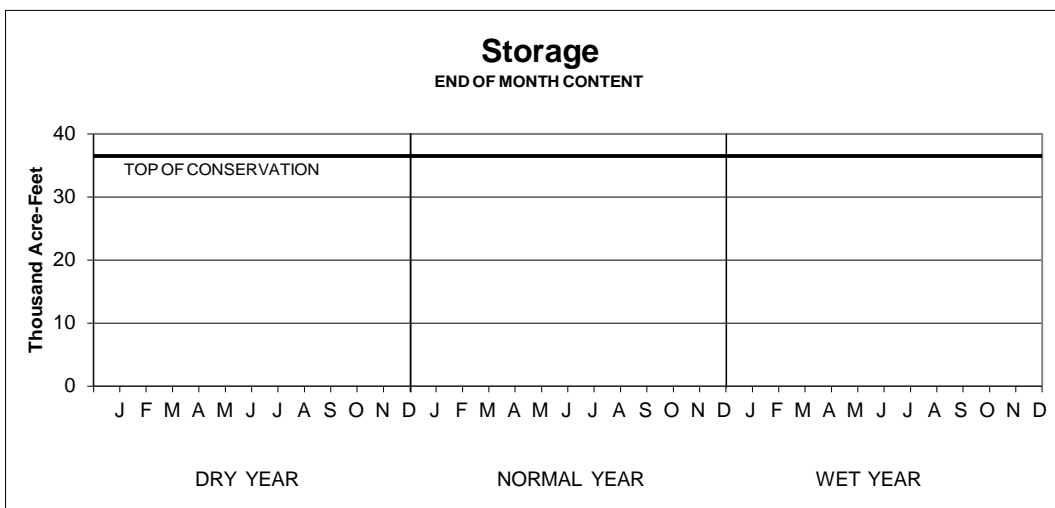 Storage
END OF MONTH CONTENT
Thousand Acre-Feet
40
TOP OF CONSERVATION
30
20
10
0
J F M A M J J A S O N D J F M A M J J A S O N D J F M A M J J A S O N D
DRY YEAR NORMAL YEAR WET YEAR